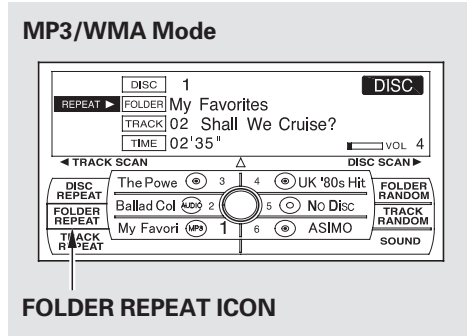 MP3/WMA Mode
DISC 1 DISC
REPEAT ▶ FOLDER My Favorites
TRACK 02 Shall We Cruise?
TIME 02'35" VOL 4
◀ TRACK SCAN △ DISC SCAN ▶
DISC REPEAT The Powe 3 4 UK '80s Hit FOLDER RANDOM
FOLDER REPEAT Ballad Col AUDIO 2 5 No Disc TRACK RANDOM
TRACK REPEAT My Favori MP3 1 6 ASIMO SOUND
FOLDER REPEAT ICON